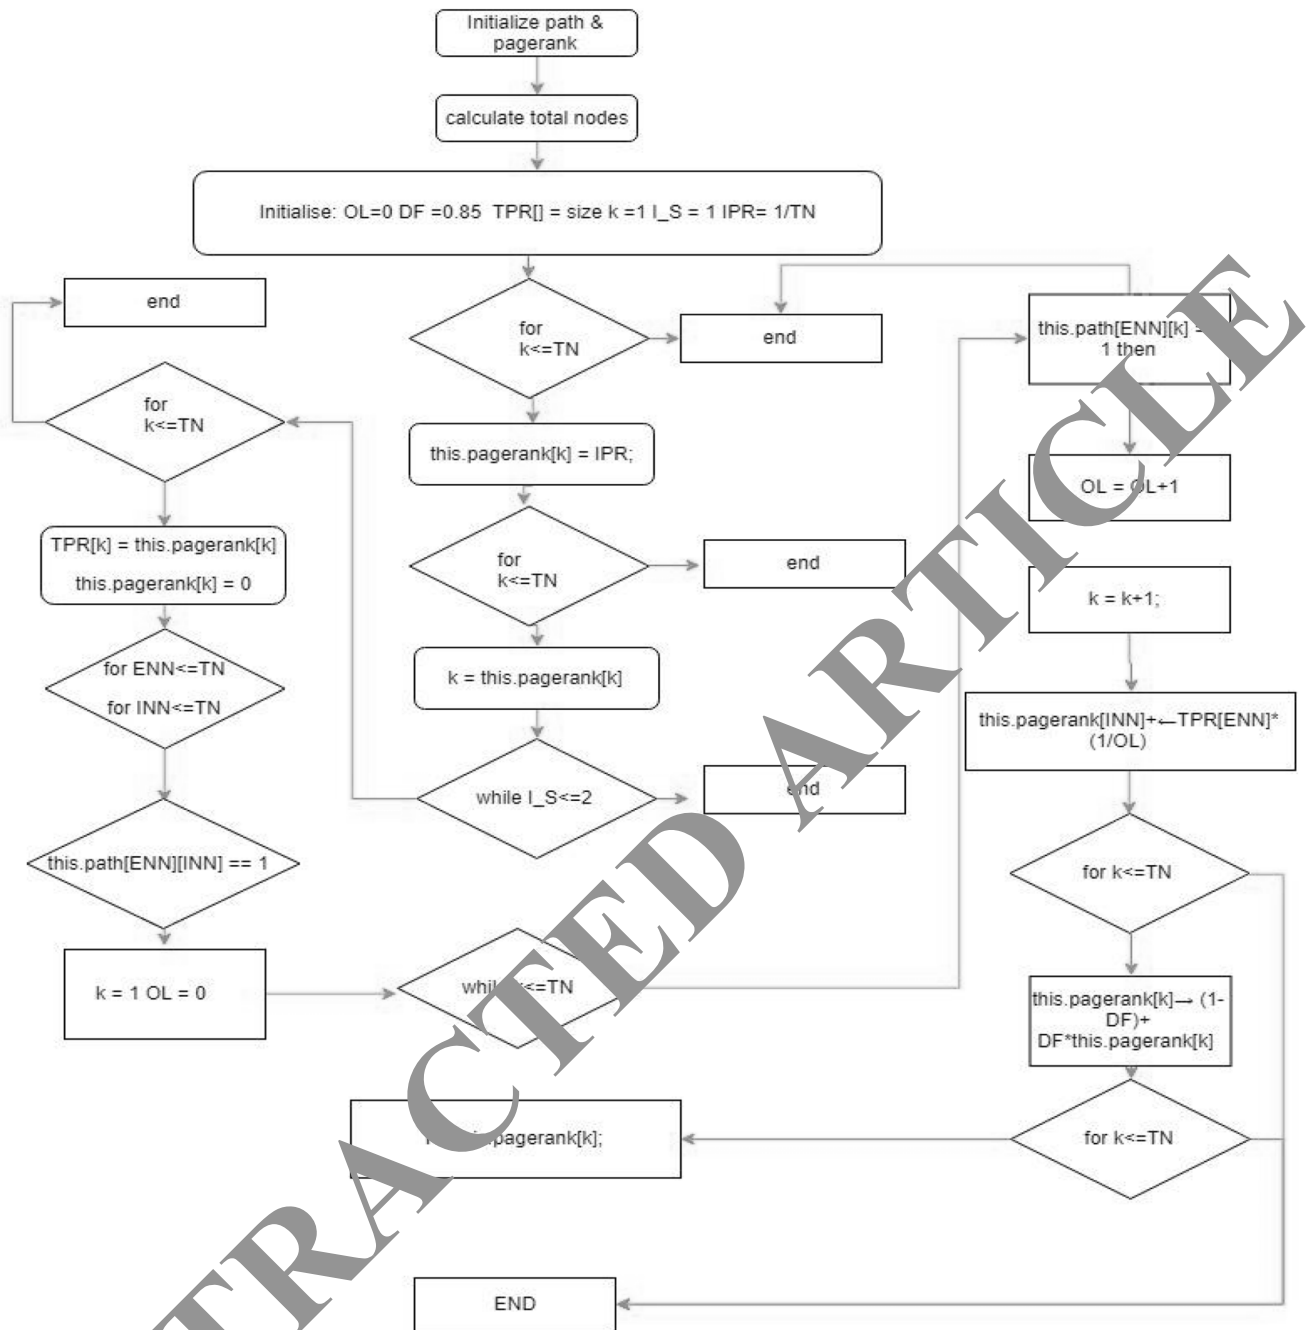 Initialize path &
pagerank
calculate total nodes
Initialise: OL=0 DF =0.85 TPR[] = size k =1 I_S = 1 IPR= 1/TN
for
k<=TN
end
this.pagerank[k] = IPR;
for
k<=TN
end
k = this.pagerank[k]
while I_S<=2
end
end
for
k<=TN
TPR[k] = this.pagerank[k]
this.pagerank[k] = 0
for ENN<=TN
for INN<=TN
this.path[ENN][INN] == 1
k = 1 OL = 0
while <=TN
this.path[ENN][k] =
1 then
OL = OL+1
k = k+1;
this.pagerank[INN]+←TPR[ENN]*
(1/OL)
for k<=TN
this.pagerank[k]→ (1-
DF)+
DF*this.pagerank[k]
for k<=TN
.pagerank[k];
END
TRACTED ARTICLE